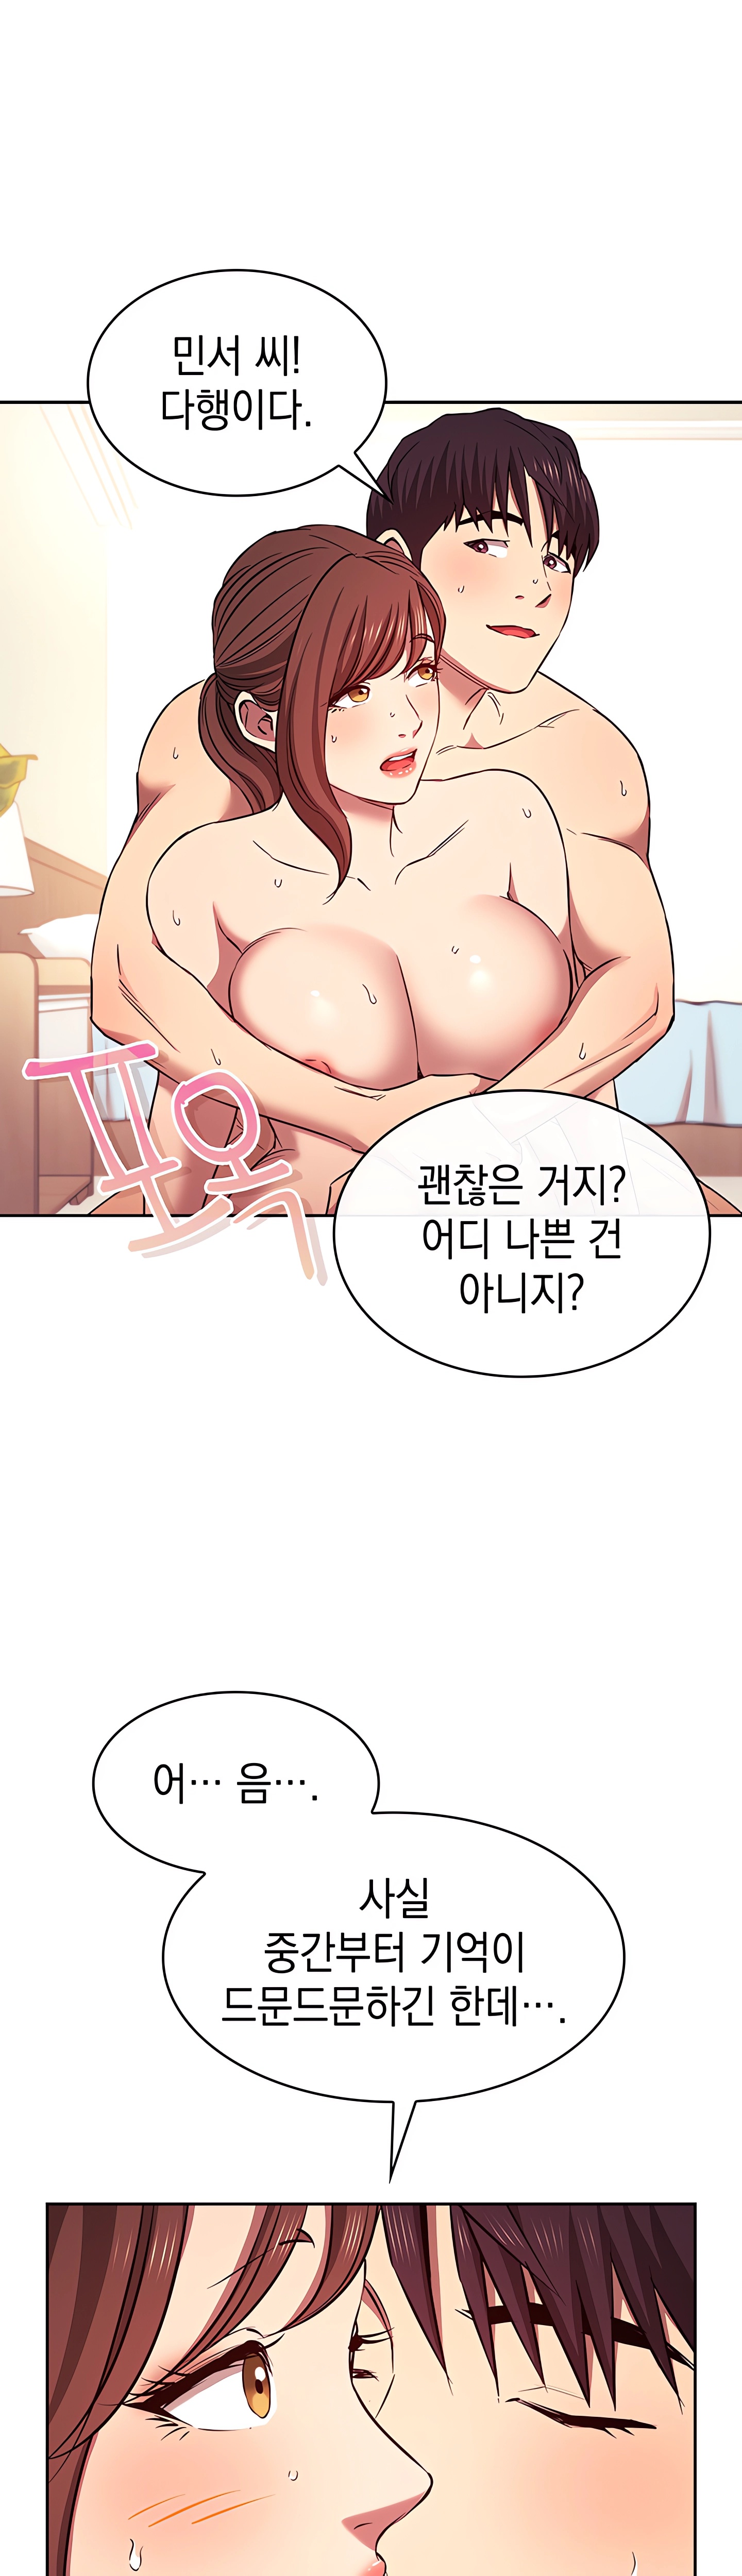 민서 씨!
다행이다.
포옥
괜찮은 거지?
어디 나쁜 건
아니지?
어… 음….
사실
중간부터 기억이
드문드문하긴 한데….